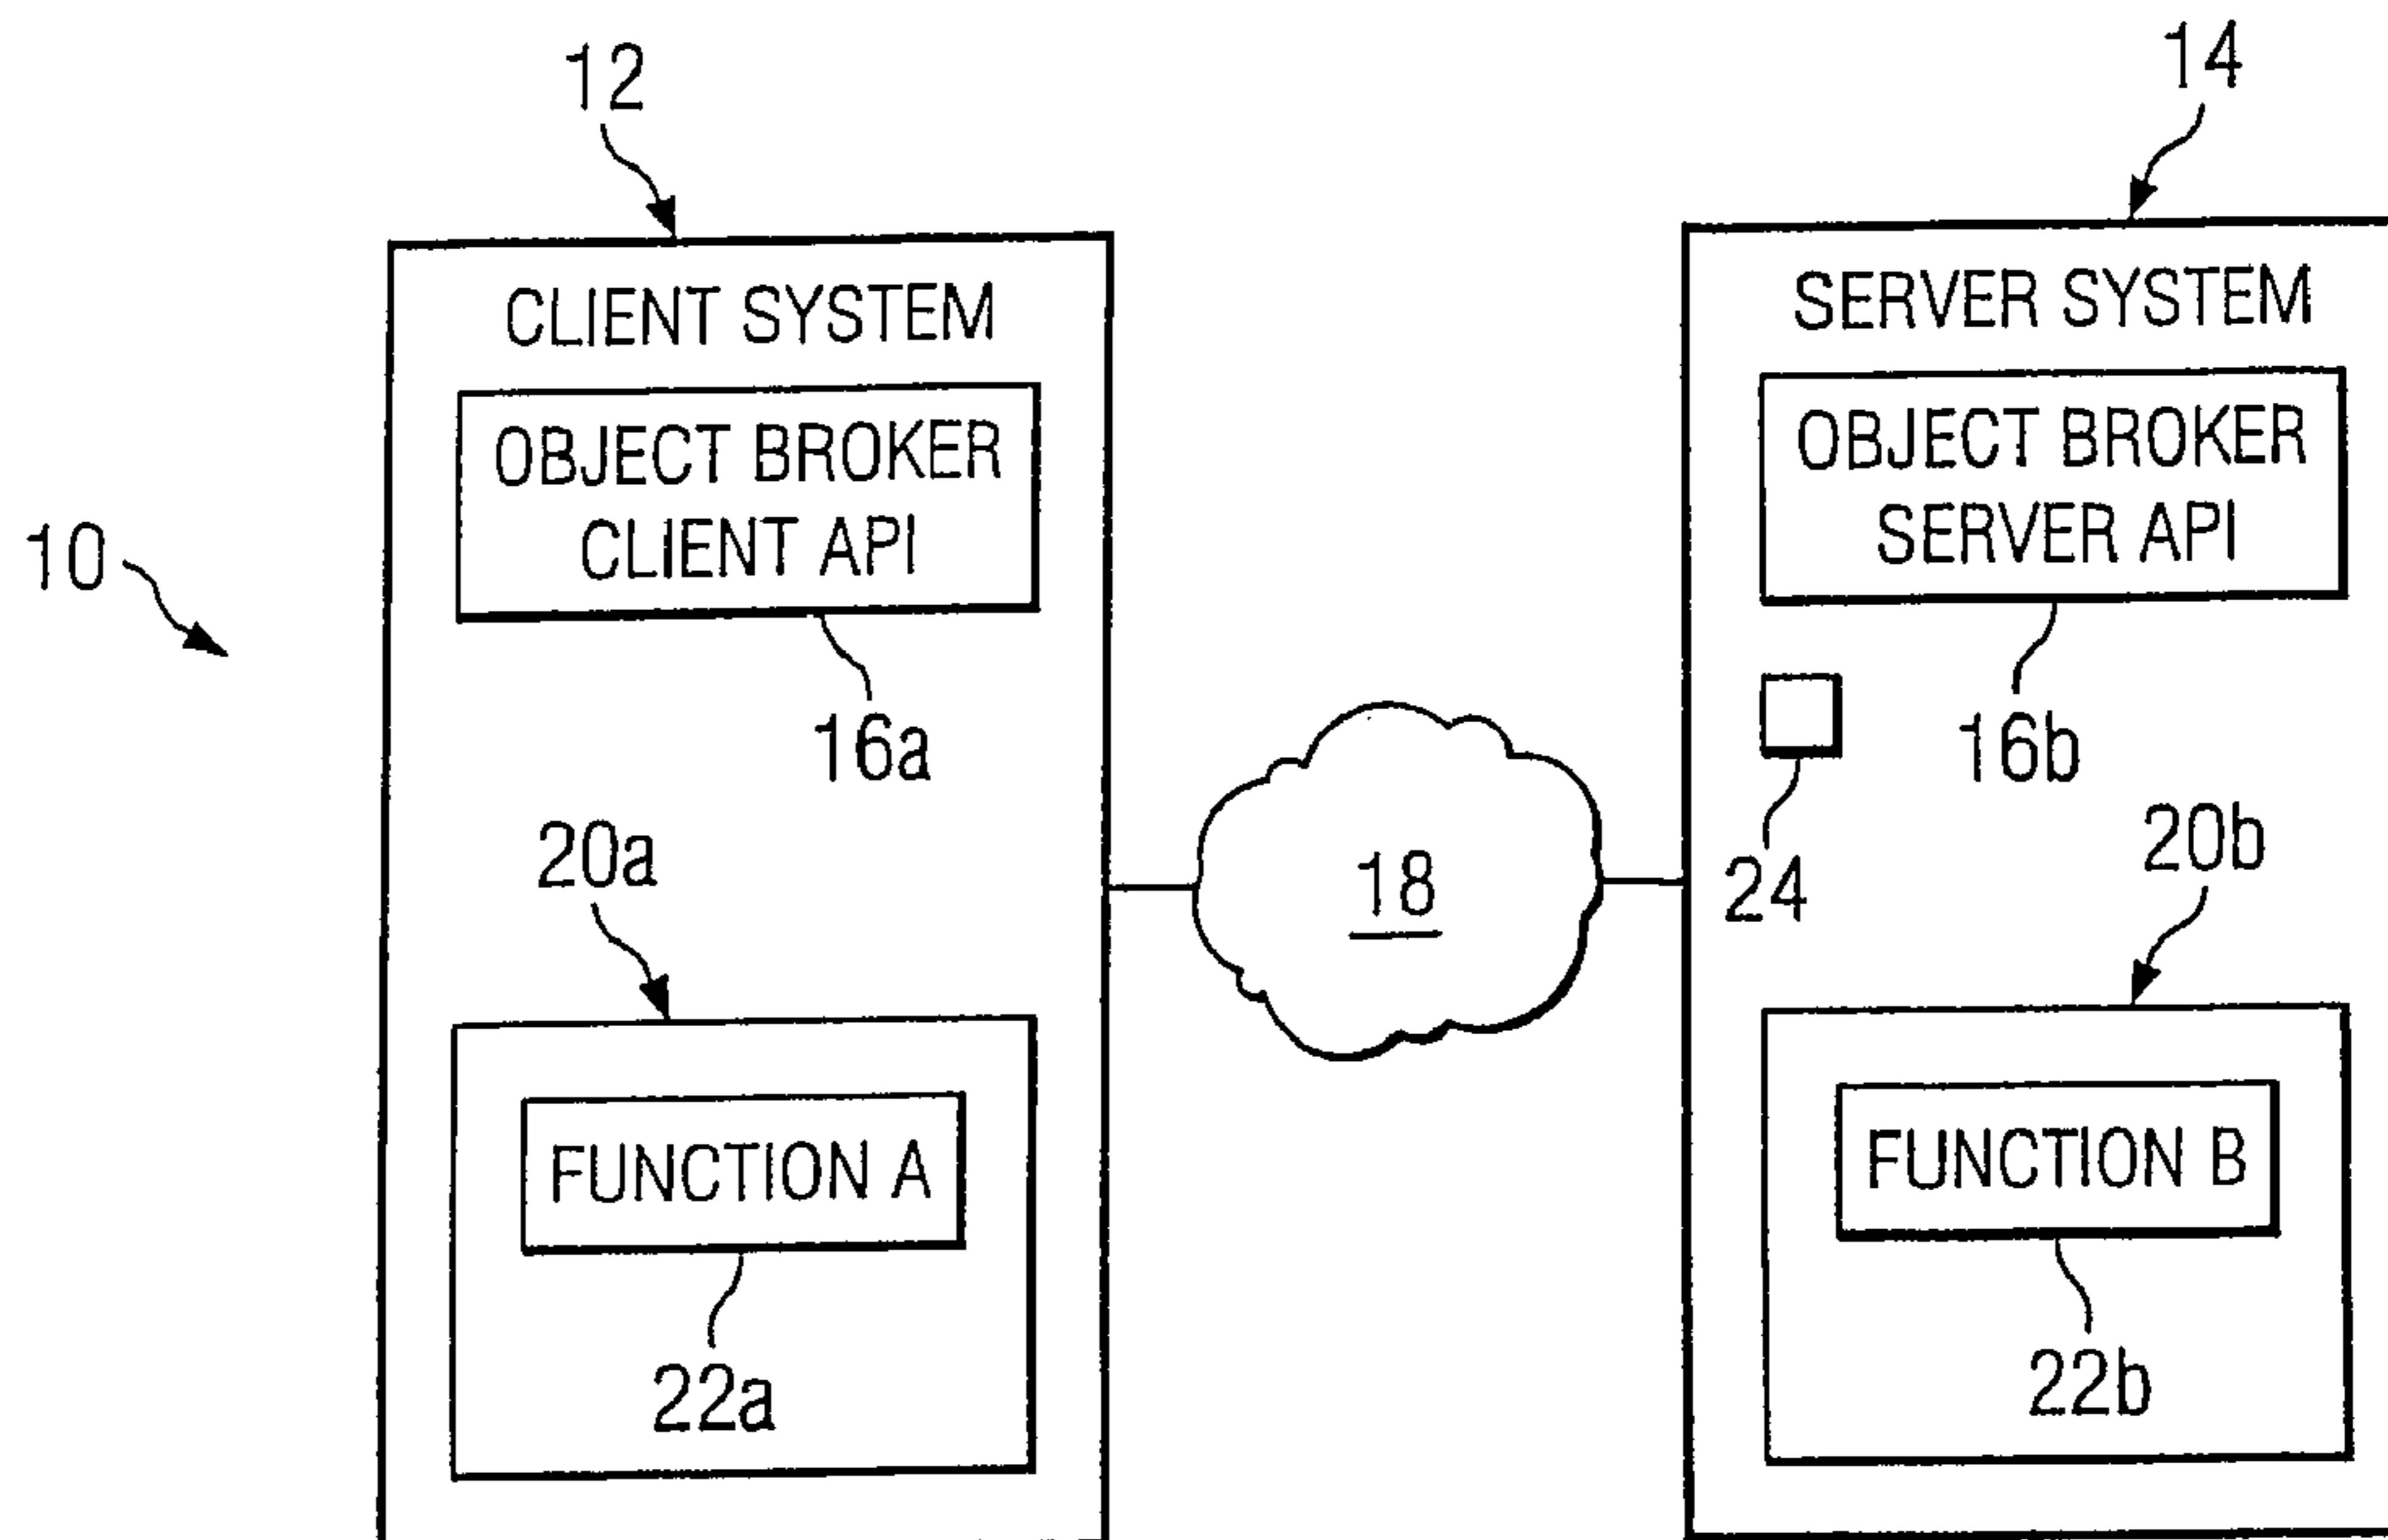 12
14
CLIENT SYSTEM
SERVER SYSTEM
OBJECT BROKER
CLIENT API
OBJECT BROKER
SERVER API
10
16a
16b
20a
18
24
20b
FUNCTION A
FUNCTION B
22a
22b